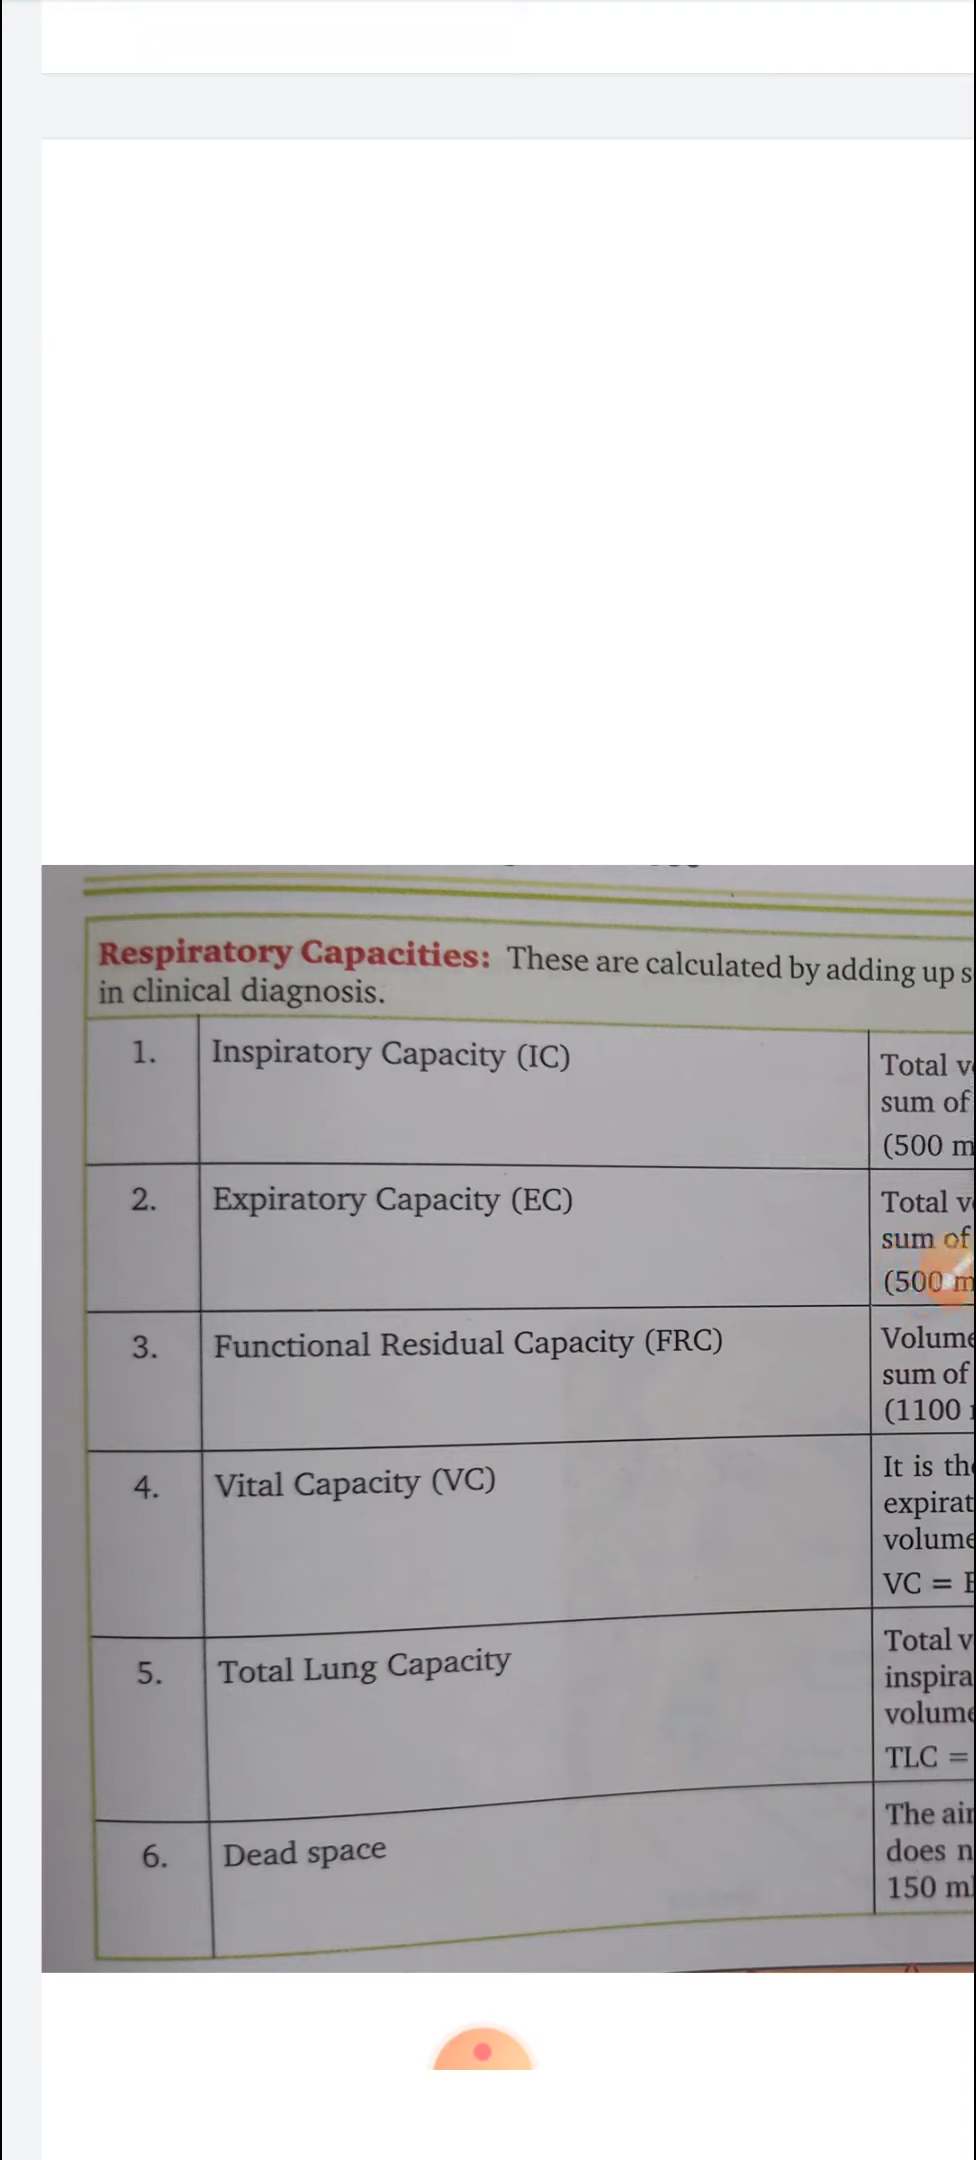 Respiratory Capacities: These are calculated by adding up
in clinical diagnosis.
1. Inspiratory Capacity (IC)
Total
sum of
(500
2. Expiratory Capacity (EC)
Total
sum of
(500
3. Functional Residual Capacity (FRC)
sum of
(1100
4. Vital Capacity (VC)
It is
VC =
5. Total Lung Capacity
Total
TLC =
6. Dead space
The
does
150